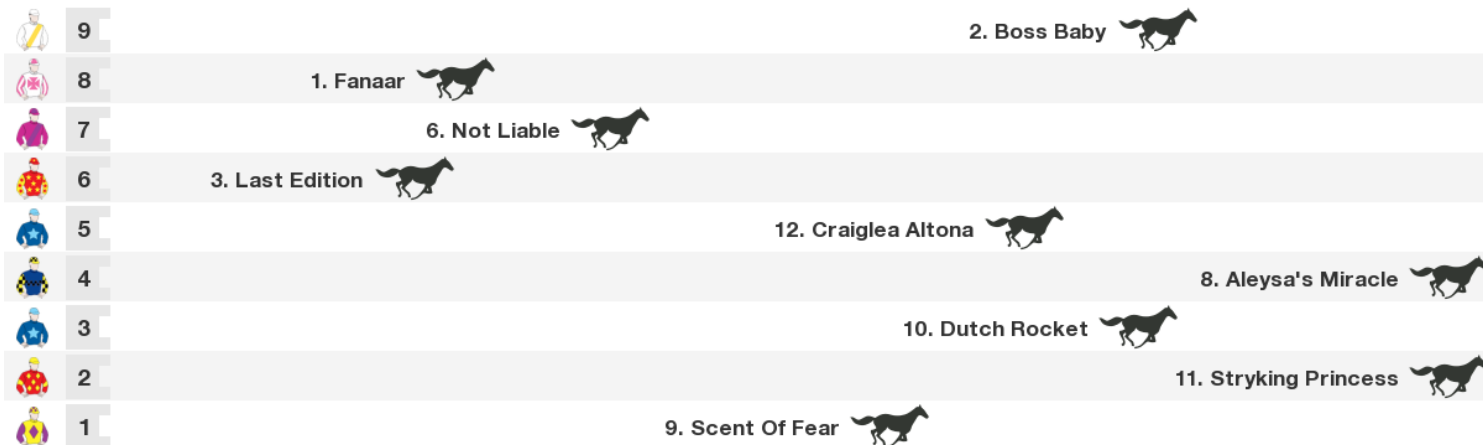 9 2. Boss Baby
8 1. Fanaar
7 6. Not Liable
6 3. Last Edition
5 12. Craiglea Altona
4 8. Aleysa's Miracle
3 10. Dutch Rocket
2 11. Stryking Princess
1 9. Scent Of Fear